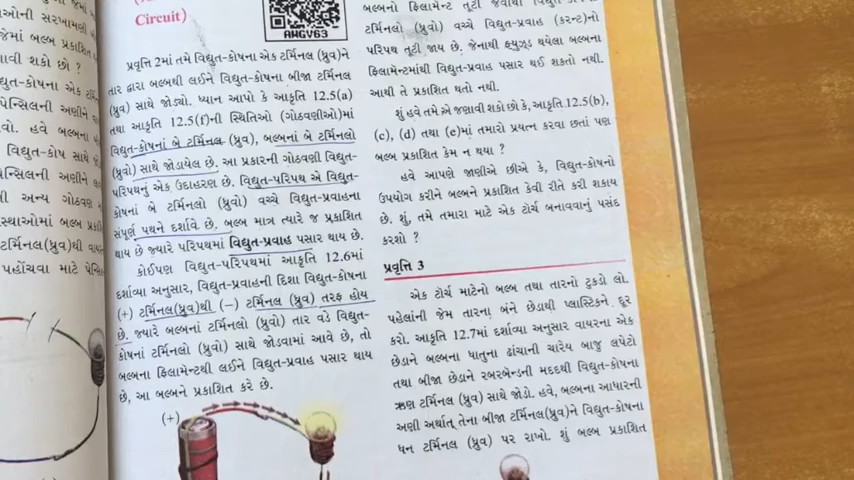 Circuit)
AWGV63
પ્રવૃત્તિ 2માં તમે વિદ્યુત-કોષના એક ટર્મિનલ (ધ્રુવ)ને
તાર દ્વારા બલ્બથી લઈને વિદ્યુત-કોષના બીજા ટર્મિનલ
(ધ્રુવ) સાથે જોડ્યો. ધ્યાન આપો કે આકૃતિ 12.5(a)
તથા આકૃતિ 12.5(f)ની સ્થિતિઓ (ગોઠવણીઓ)માં
વિદ્યુત-કોષનાં બે ટર્મિનલ (ધ્રુવ), બલ્બનાં બે ટર્મિનલો
(ધ્રુવો) સાથે જોડાયેલ છે. આ પ્રકારની ગોઠવણી વિદ્યુત-
પરિપથનું એક ઉદાહરણ છે. વિદ્યુત-પરિપથ એ વિદ્યુત-
કોષનાં બે ટર્મિનલો (ધ્રુવો) વચ્ચે વિદ્યુત-પ્રવાહના
સંપૂર્ણ પથને દર્શાવે છે. બલ્બ માત્ર ત્યારે જ પ્રકાશિત
થાય છે જ્યારે પરિપથમાં વિદ્યુત-પ્રવાહ પસાર થાય છે.
કોઈપણ વિદ્યુત-પરિપથમાં આકૃતિ 12.6માં
દર્શાવ્યા અનુસાર, વિદ્યુત-પ્રવાહની દિશા વિદ્યુત-કોષના
(+) ટર્મિનલ(ધ્રુવ)થી (−) ટર્મિનલ (ધ્રુવ) તરફ હોય
છે. જ્યારે બલ્બનાં ટર્મિનલો (ધ્રુવો) તાર વડે વિદ્યુત-
કોષનાં ટર્મિનલો (ધ્રુવો) સાથે જોડવામાં આવે છે, તો
બલ્બના ફિલામેન્ટથી લઈને વિદ્યુત-પ્રવાહ પસાર થાય
છે, આ બલ્બને પ્રકાશિત કરે છે.
(+)
બલ્બનો ફિલામેન્ટ તૂટી જવાથી
ટર્મિનલો (ધ્રુવો) વચ્ચે વિદ્યુત-પ્રવાહ (કરન્ટ)નો
પરિપથ તૂટી જાય છે. જેનાથી ફ્યુઝ્ડ થયેલા બલ્બના
ફિલામેન્ટમાંથી વિદ્યુત-પ્રવાહ પસાર થઈ શકતો નથી.
આથી તે પ્રકાશિત થતો નથી.
શું હવે તમે એ જણાવી શકો છો કે, આકૃતિ 12.5(b),
(c), (d) તથા (e)માં તમારો પ્રયત્ન કરવા છતાં પણ
બલ્બ પ્રકાશિત કેમ ન થયા ?
હવે આપણે જાણીએ છીએ કે, વિદ્યુત-કોષનો
ઉપયોગ કરીને બલ્બને પ્રકાશિત કેવી રીતે કરી શકાય
છે. શું, તમે તમારા માટે એક ટોર્ચ બનાવવાનું પસંદ
કરશો ?
પ્રવૃત્તિ 3
એક ટોર્ચ માટેનો બલ્બ તથા તારનો ટુકડો લો.
પહેલાંની જેમ તારના બંને છેડાથી પ્લાસ્ટિકને દૂર
કરો. આકૃતિ 12.7માં દર્શાવ્યા અનુસાર વાયરના એક
છેડાને બલ્બના ધાતુના ઢાંચાની ચારેય બાજુ લપેટો
તથા બીજા છેડાને રબરબેન્ડની મદદથી વિદ્યુત-કોષના
ઋણ ટર્મિનલ (ધ્રુવ) સાથે જોડો. હવે, બલ્બના આધારની
અણી અર્થાત્ તેના બીજા ટર્મિનલ(ધ્રુવ)ને વિદ્યુત-કોષના
ધન ટર્મિનલ (ધ્રુવ) પર રાખો. શું બલ્બ પ્રકાશિત